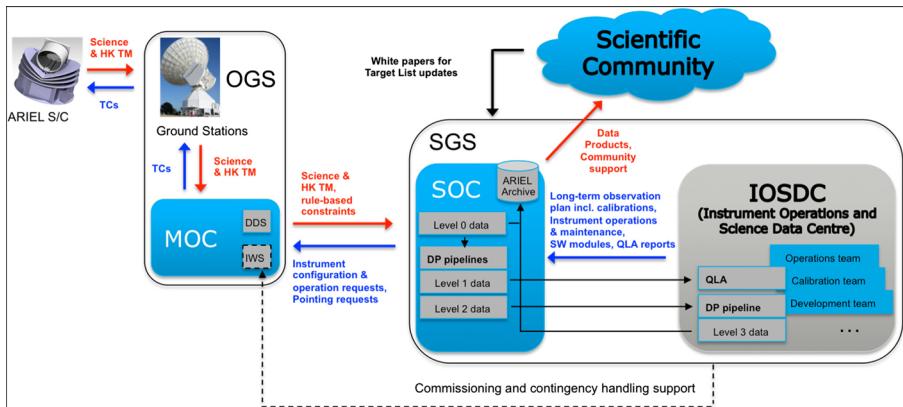 Science
& HK TM
TCs
ARIEL S/C
OGS
Ground Stations
TCs
Science
& HK TM
MOC
DDS
IWS
Science &
HK TM,
rule-based
constraints
Instrument
configuration &
operation requests,
Pointing requests
White papers for
Target List updates
Scientific
Community
SGS
Data
Products,
Community
support
SOC
ARIEL
Archive
Level 0 data
DP pipelines
Level 1 data
Level 2 data
Long-term observation
plan incl. calibrations,
Instrument operations
& maintenance,
SW modules, QLA reports
IOSDC
(Instrument Operations and
Science Data Centre)
Operations team
Calibration team
Development team
QLA
DP pipeline
Level 3 data
...
Commissioning and contingency handling support